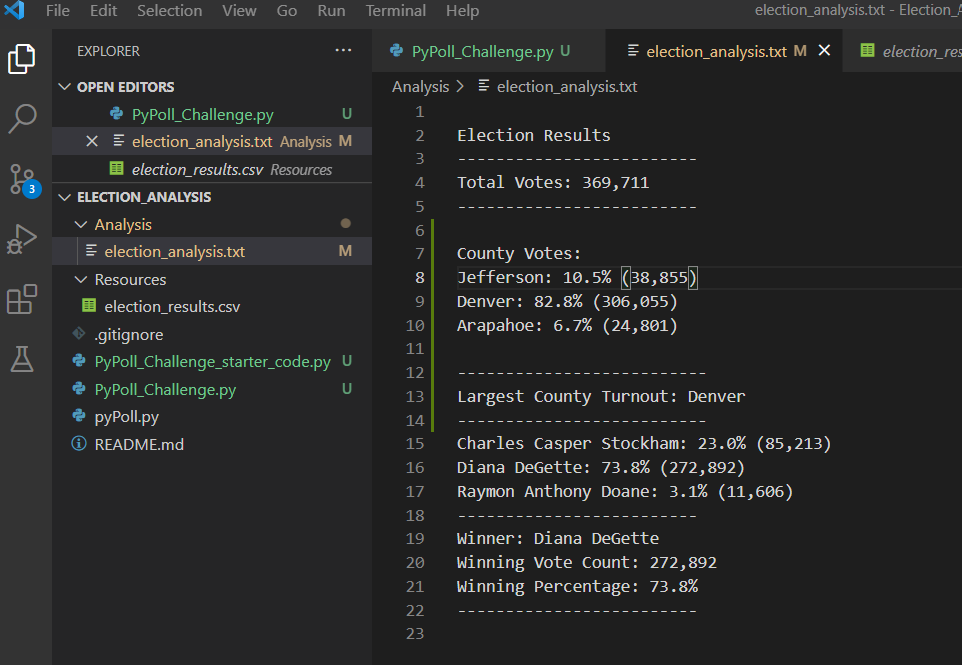 File Edit Selection View Go Run Terminal Help election_analysis.txt - Election_A
EXPLORER ...
PyPoll_Challenge.py U election_analysis.txt M election_res
OPEN EDITORS
PyPoll_Challenge.py U
election_analysis.txt Analysis M
election_results.csv Resources
3
ELECTION_ANALYSIS
Analysis
election_analysis.txt M
Resources
election_results.csv
.gitignore
PyPoll_Challenge_starter_code.py U
PyPoll_Challenge.py U
pyPoll.py
README.md
Analysis > election_analysis.txt
1
2 Election Results
3 -------------------------
4 Total Votes: 369,711
5 -------------------------
6
7 County Votes:
8 Jefferson: 10.5% (38,855)
9 Denver: 82.8% (306,055)
10 Arapahoe: 6.7% (24,801)
11
12 --------------------------
13 Largest County Turnout: Denver
14 --------------------------
15 Charles Casper Stockham: 23.0% (85,213)
16 Diana DeGette: 73.8% (272,892)
17 Raymon Anthony Doane: 3.1% (11,606)
18 -------------------------
19 Winner: Diana DeGette
20 Winning Vote Count: 272,892
21 Winning Percentage: 73.8%
22 -------------------------
23